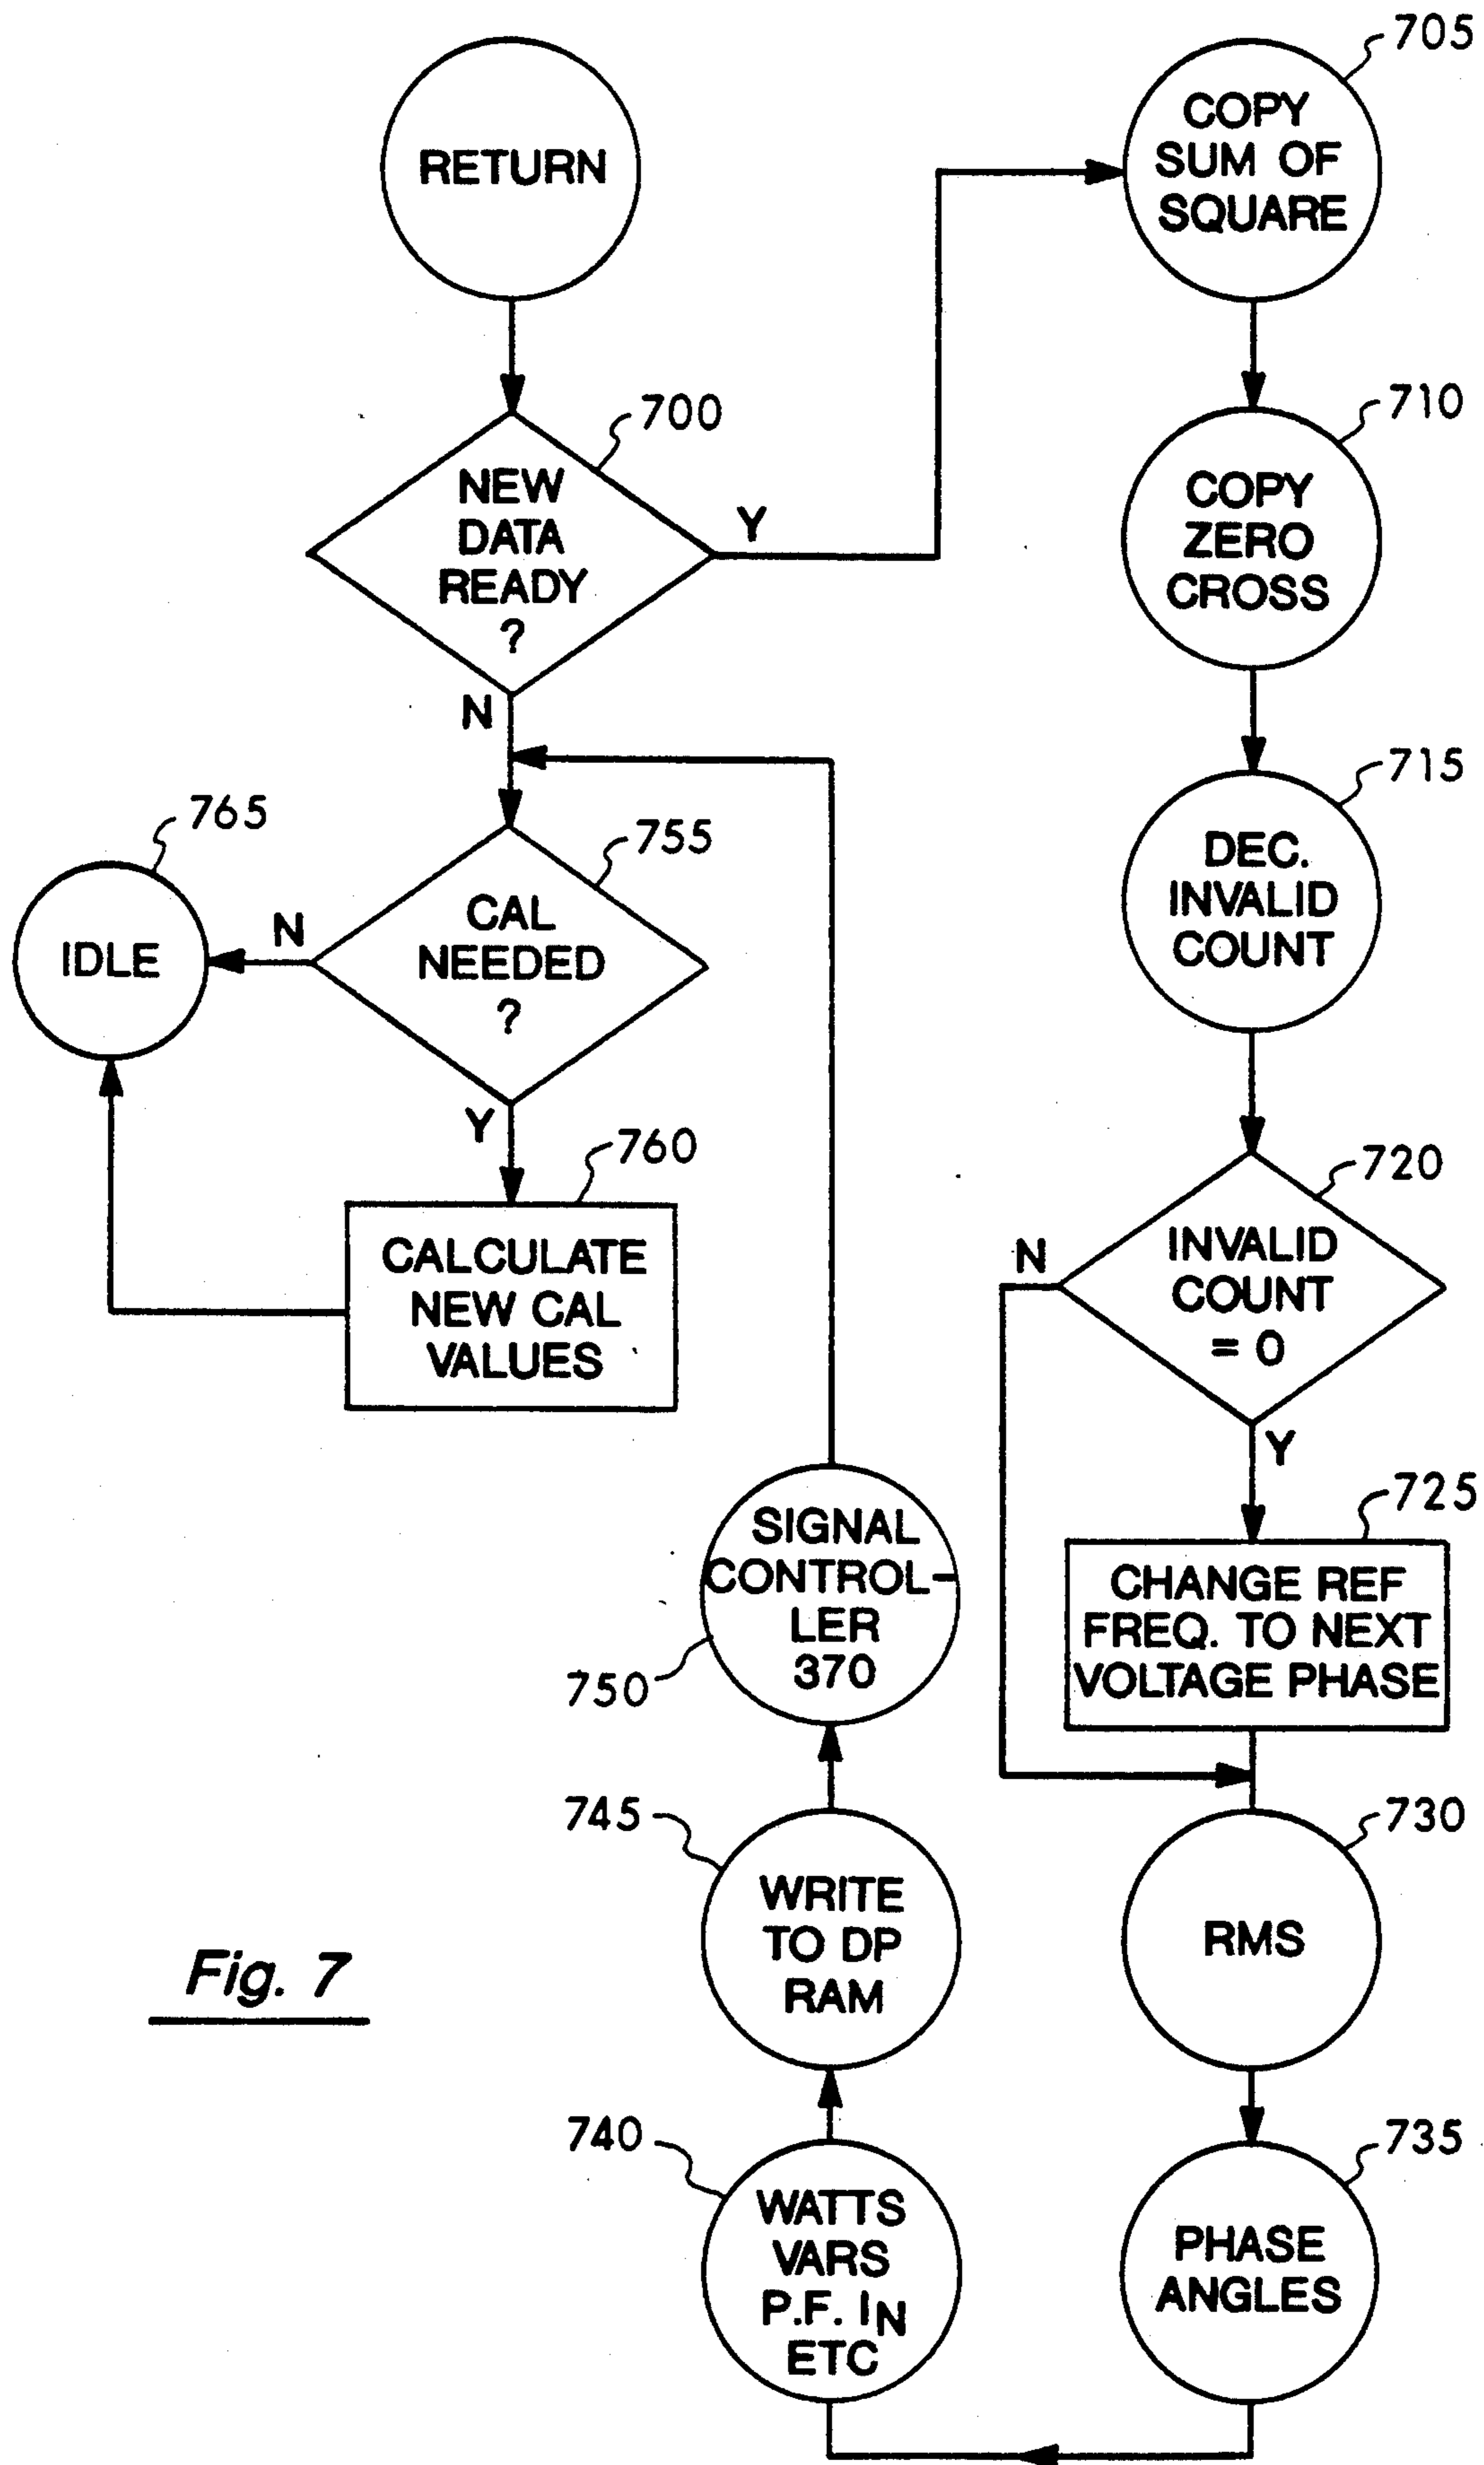 RETURN
705
COPY
SUM OF
SQUARE
700
NEW
DATA
READY
?
Y
N
710
COPY
ZERO
CROSS
715
DEC.
INVALID
COUNT
765
IDLE
N
755
CAL
NEEDED
?
Y
760
CALCULATE
NEW CAL
VALUES
720
N
INVALID
COUNT
= 0
Y
725
CHANGE REF
FREQ. TO NEXT
VOLTAGE PHASE
730
RMS
735
PHASE
ANGLES
740
WATTS
VARS
P.F. IN
ETC
745
WRITE
TO DP
RAM
SIGNAL
CONTROL-
LER
370
750
Fig. 7